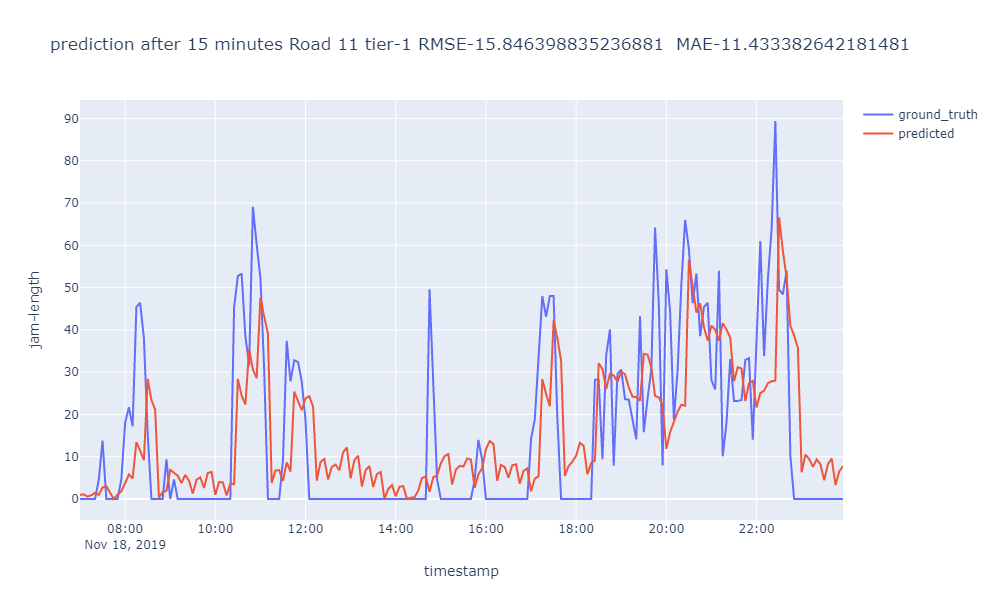 prediction after 15 minutes Road 11 tier-1 RMSE-15.846398835236881  MAE-11.433382642181481
ground_truth
predicted
jam-length
90
80
70
60
50
40
30
20
10
0
08:00 10:00 12:00 14:00 16:00 18:00 20:00 22:00
Nov 18, 2019
timestamp